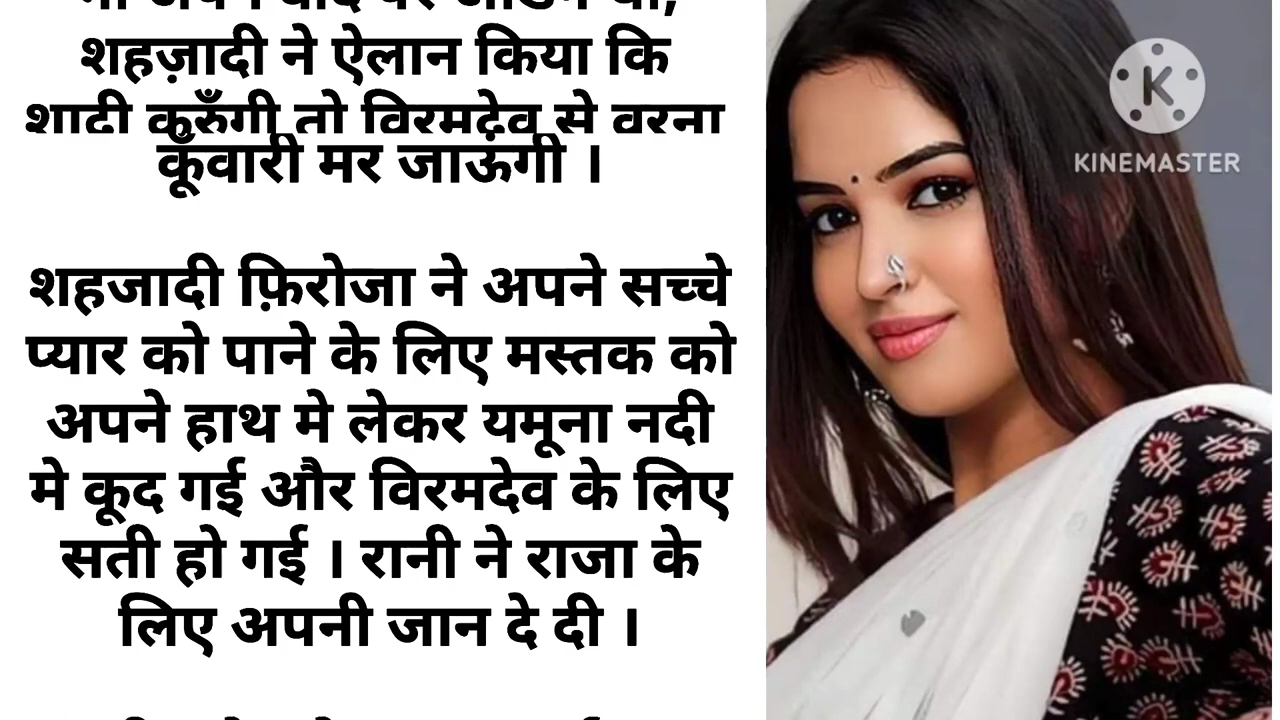 शहज़ादी ने ऐलान किया कि
शादी करुँगी तो विरमदेव से वरना
कूँवारी मर जाऊंगी ।
शहजादी फ़िरोजा ने अपने सच्चे
प्यार को पाने के लिए मस्तक को
अपने हाथ मे लेकर यमूना नदी
मे कूद गई और विरमदेव के लिए
सती हो गई । रानी ने राजा के
लिए अपनी जान दे दी ।
K
KINEMASTER